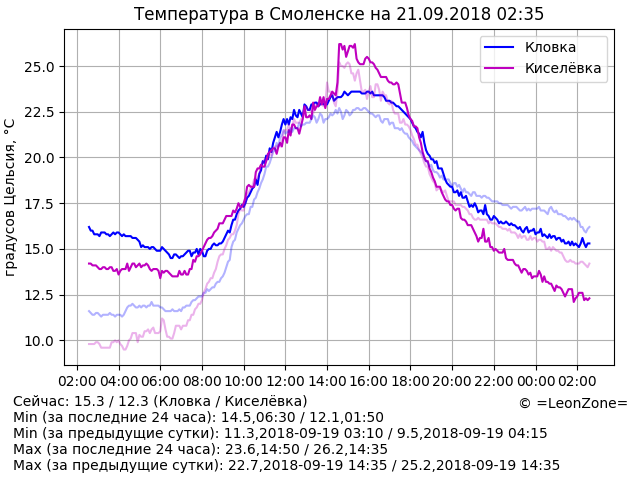 Температура в Смоленске на 21.09.2018 02:35
Кловка
Киселёвка
градусов Цельсия, °C
25.0
22.5
20.0
17.5
15.0
12.5
10.0
02:00 04:00 06:00 08:00 10:00 12:00 14:00 16:00 18:00 20:00 22:00 00:00 02:00
Сейчас: 15.3 / 12.3 (Кловка / Киселёвка)
© =LeonZone=
Min (за последние 24 часа): 14.5,06:30 / 12.1,01:50
Min (за предыдущие сутки): 11.3,2018-09-19 03:10 / 9.5,2018-09-19 04:15
Max (за последние 24 часа): 23.6,14:50 / 26.2,14:35
Max (за предыдущие сутки): 22.7,2018-09-19 14:35 / 25.2,2018-09-19 14:35